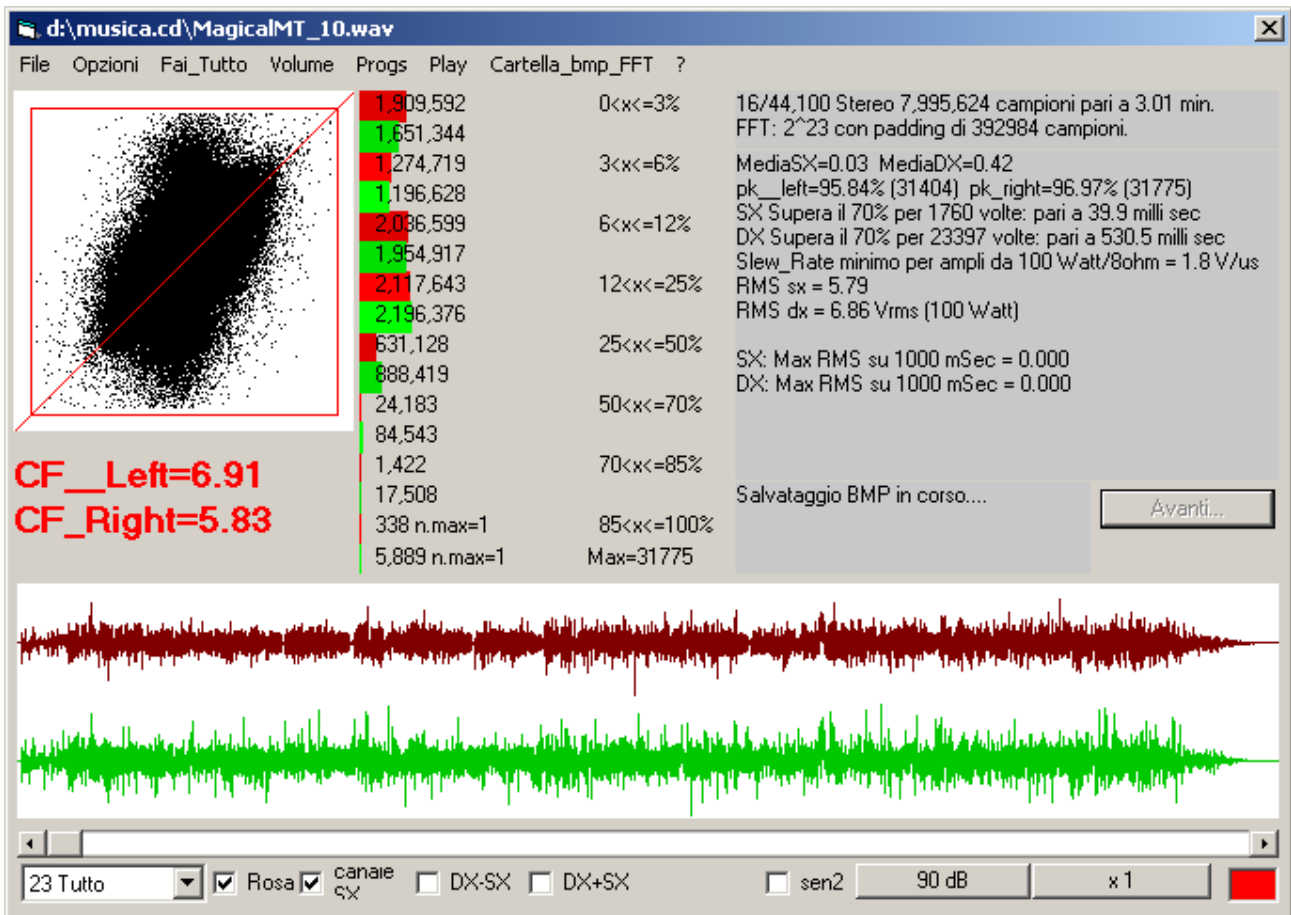 d:\musica.cd\MagicalMT_10.wav
File Opzioni Fai_Tutto Volume Progs Play Cartella_bmp_FFT ?
1,909,592 0<x<=3%
1,651,344
1,274,719 3<x<=6%
1,196,628
2,036,599 6<x<=12%
1,954,917
2,117,643 12<x<=25%
2,196,376
631,128 25<x<=50%
888,419
24,183 50<x<=70%
84,543
1,422 70<x<=85%
17,508
338 n.max=1 85<x<=100%
5,889 n.max=1 Max=31775
16/44,100 Stereo 7,995,624 campioni pari a 3.01 min.
FFT: 2^23 con padding di 392984 campioni.
MediaSX=0.03 MediaDX=0.42
pk__left=95.84% (31404) pk_right=96.97% (31775)
SX Supera il 70% per 1760 volte: pari a 39.9 milli sec
DX Supera il 70% per 23397 volte: pari a 530.5 milli sec
Slew_Rate minimo per ampli da 100 Watt/8ohm = 1.8 V/us
RMS sx = 5.79
RMS dx = 6.86 Vrms (100 Watt)
SX: Max RMS su 1000 mSec = 0.000
DX: Max RMS su 1000 mSec = 0.000
CF__Left=6.91
CF_Right=5.83
Salvataggio BMP in corso....
Avanti...
23 Tutto
Rosa
canale
SX
DX-SX
DX+SX
sen2
90 dB
x 1